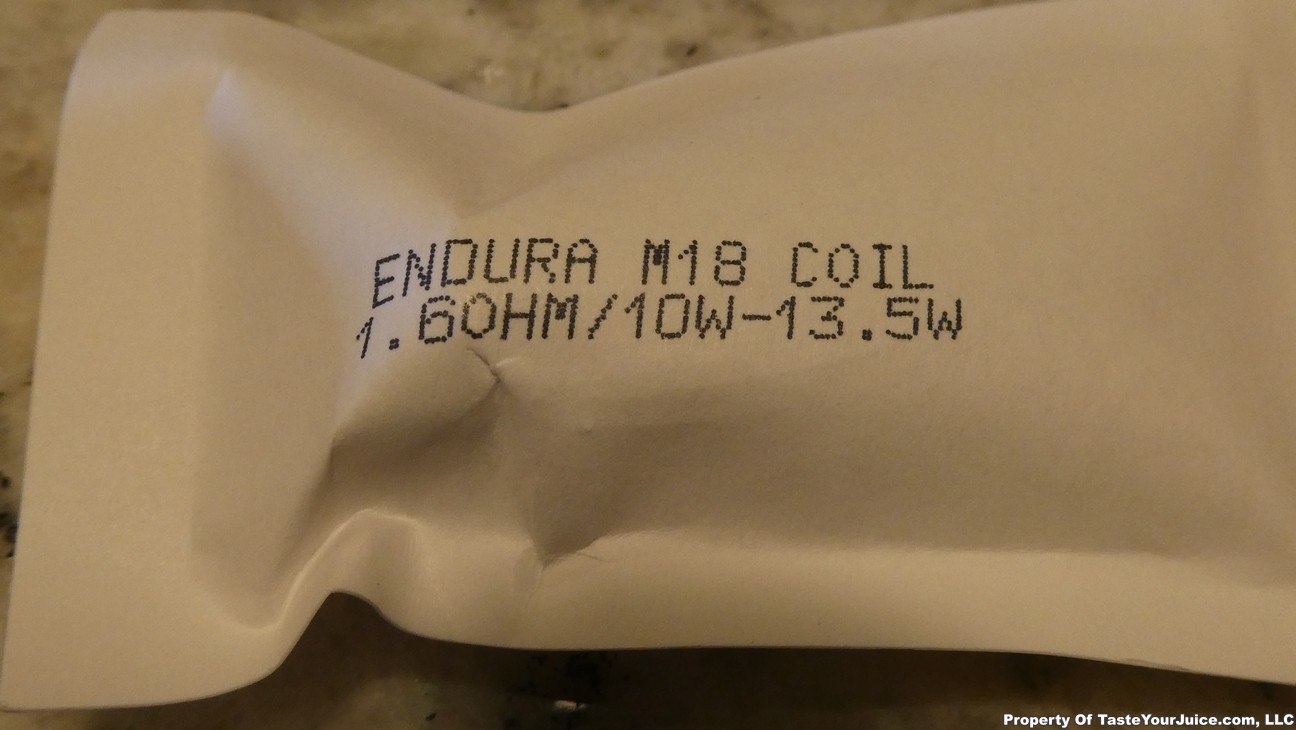 ENDURA M18 COIL
1.6OHM/10W-13.5W
Property Of TasteYourJuice.com, LLC